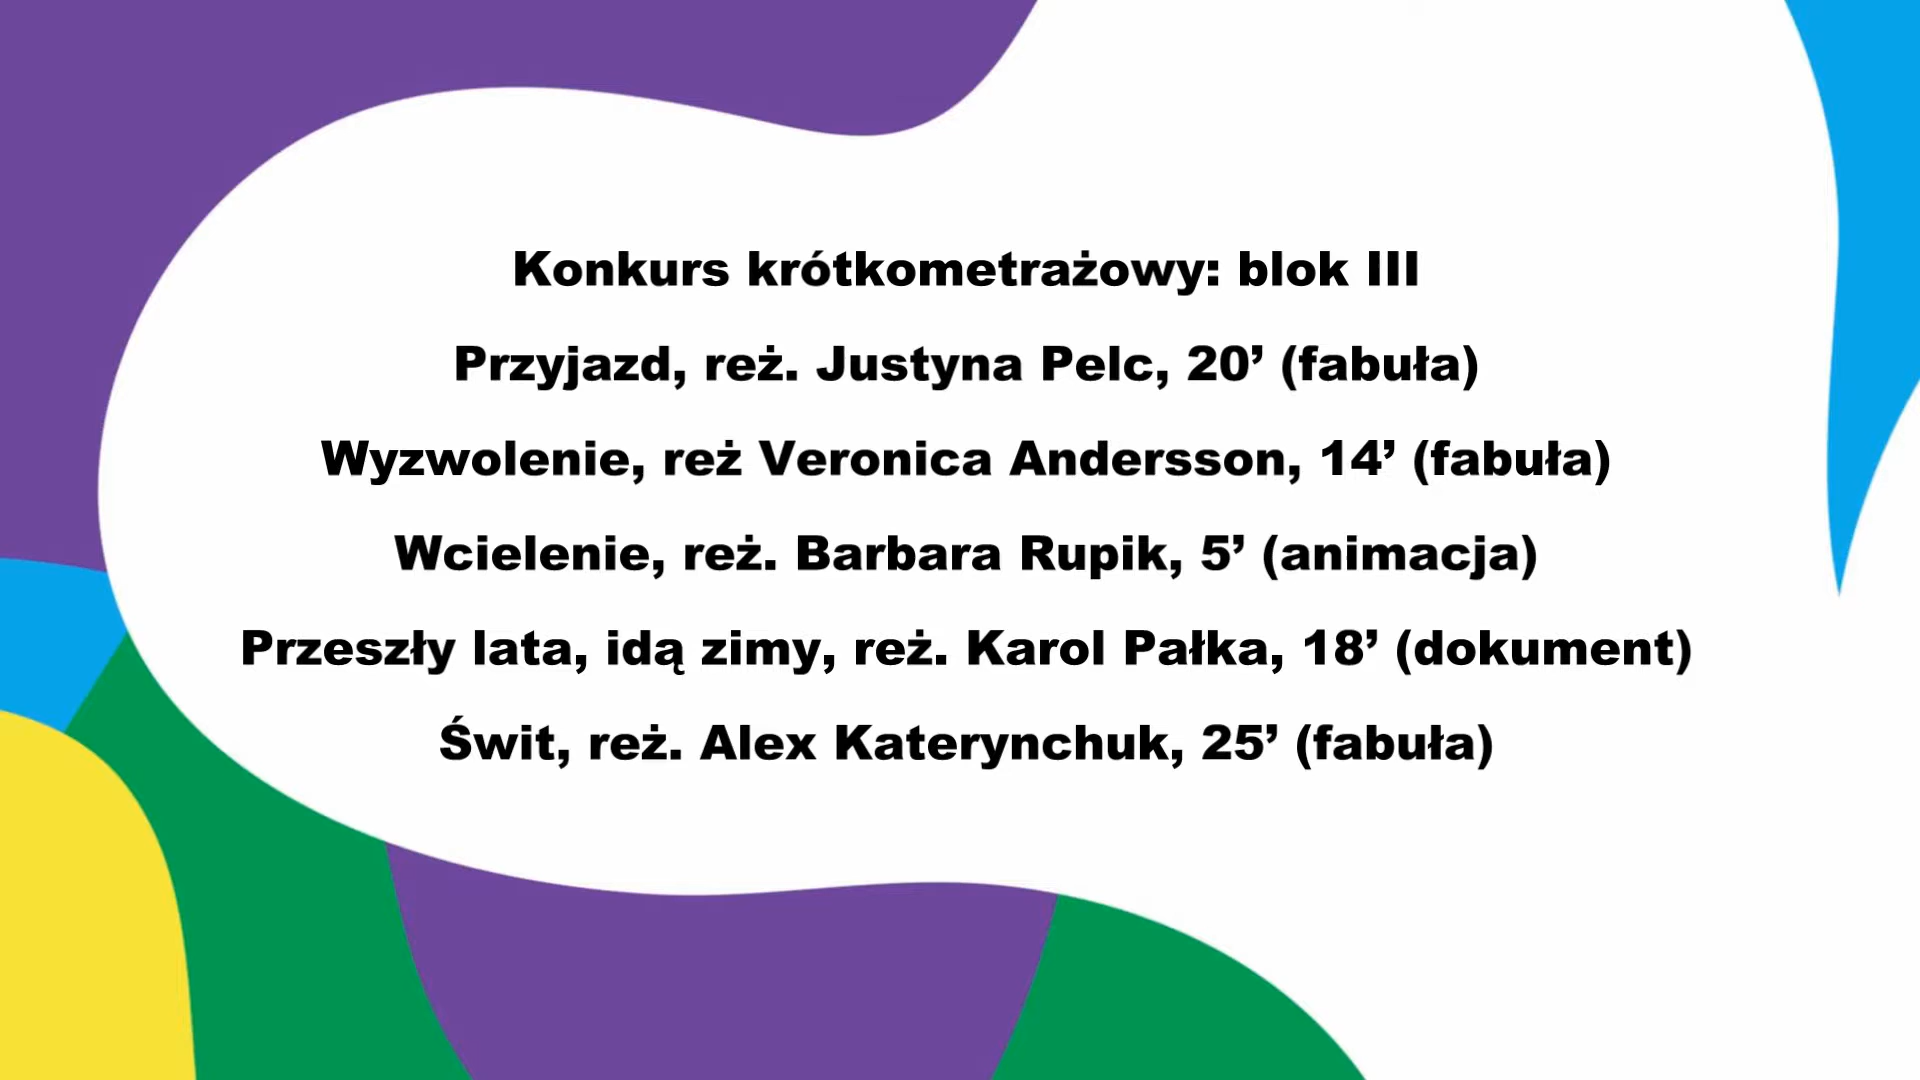 Konkurs krótkometrażowy: blok III
Przyjazd, reż. Justyna Pelc, 20’ (fabuła)
Wyzwolenie, reż Veronica Andersson, 14’ (fabuła)
Wcielenie, reż. Barbara Rupik, 5’ (animacja)
Przeszły lata, idą zimy, reż. Karol Pałka, 18’ (dokument)
Świt, reż. Alex Katerynchuk, 25’ (fabuła)